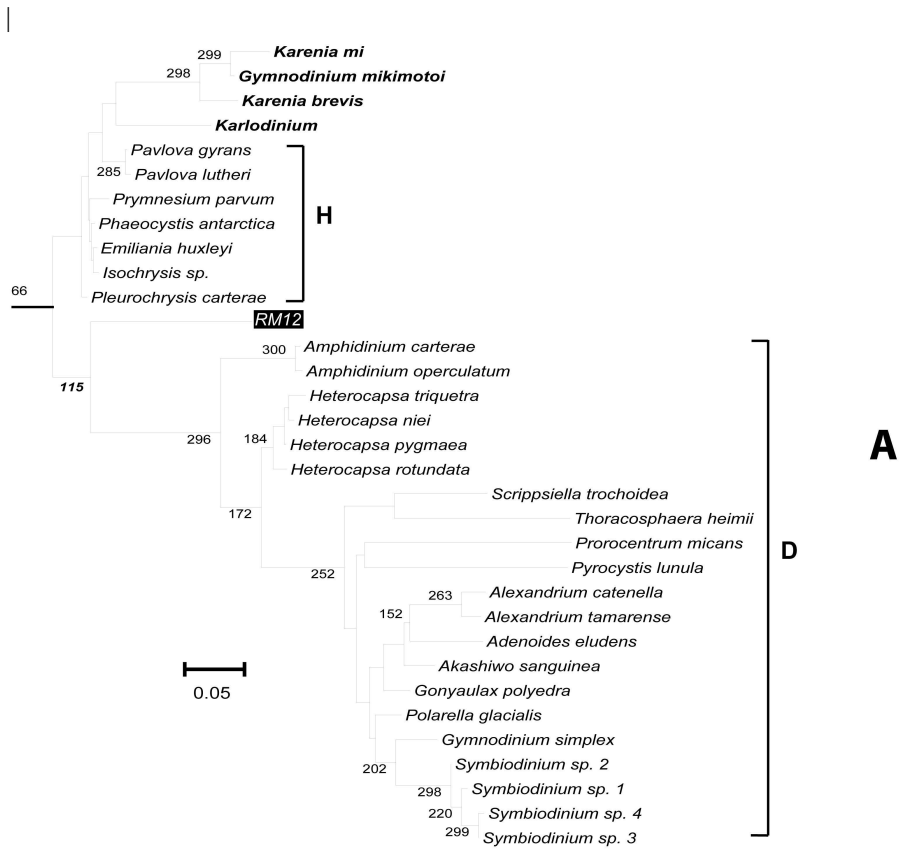 299
Karenia mi
298
Gymnodinium mikimotoi
Karenia brevis
Karlodinium
Pavlova gyrans
285
Pavlova lutheri
Prymnesium parvum
H
Phaeocystis antarctica
Emiliania huxleyi
Isochrysis sp.
66
Pleurochrysis carterae
RM12
300
Amphidinium carterae
Amphidinium operculatum
115
Heterocapsa triquetra
Heterocapsa niei
296
184
Heterocapsa pygmaea
A
Heterocapsa rotundata
Scrippsiella trochoidea
172
Thoracosphaera heimii
Prorocentrum micans
D
252
Pyrocystis lunula
263
Alexandrium catenella
152
Alexandrium tamarense
Adenoides eludens
Akashiwo sanguinea
0.05
Gonyaulax polyedra
Polarella glacialis
Gymnodinium simplex
202
Symbiodinium sp. 2
298
Symbiodinium sp. 1
220
Symbiodinium sp. 4
299
Symbiodinium sp. 3